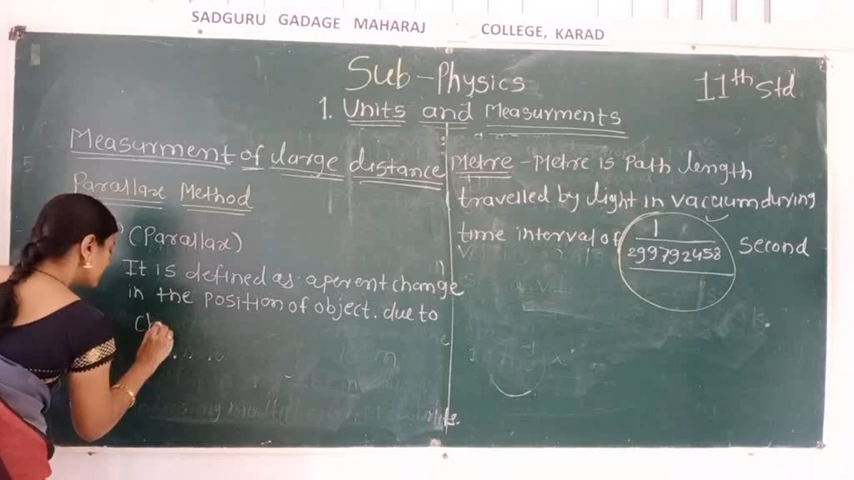 SADGURU GADAGE MAHARAJ COLLEGE, KARAD
Sub-Physics
11th Std
1. Units and Measurments
Measurment of large distance
Parallax Method
(Parallax)
It is defined as aperent change
in the position of object. due to
Ch
Metre - Metre is Path length
travelled by light in vacuum during
time interval of 1
299792458 second